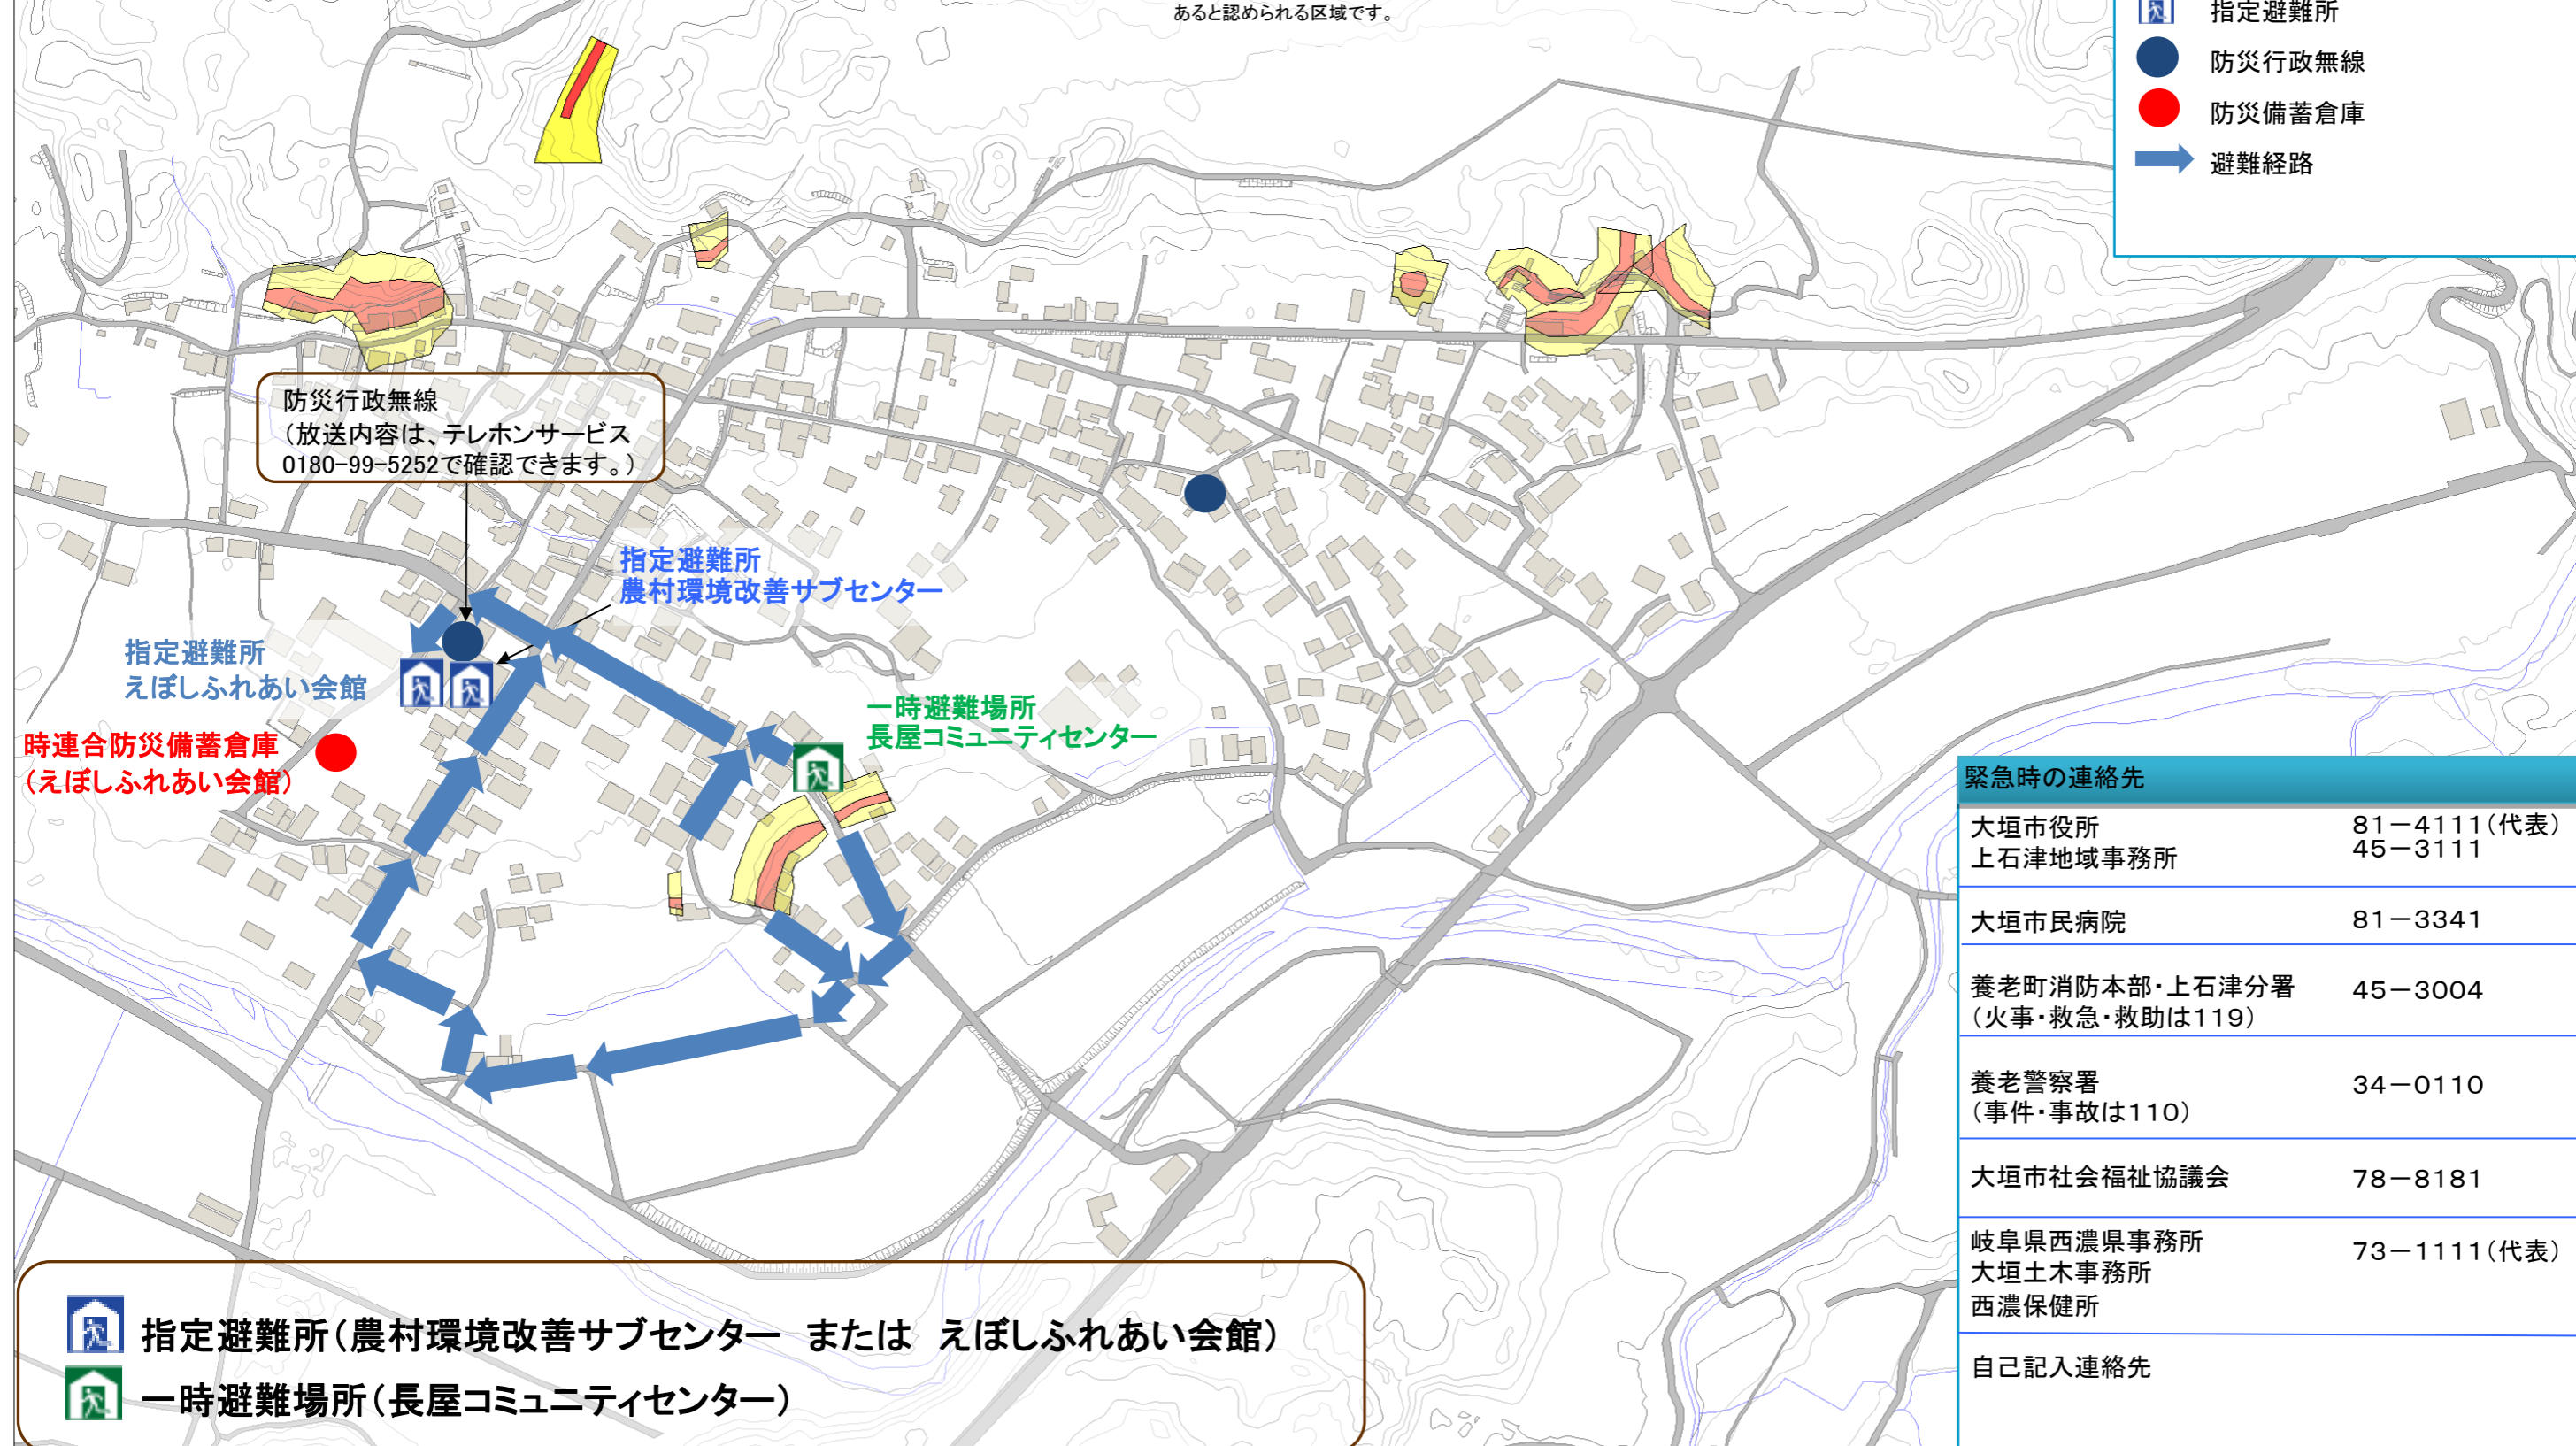 あると認められる区域です。
指定避難所
防災行政無線
防災備蓄倉庫
避難経路
防災行政無線
（放送内容は、テレホンサービス
0180-99-5252で確認できます。）
指定避難所
農村環境改善サブセンター
指定避難所
えぼしふれあい会館
一時避難場所
長屋コミュニティセンター
時連合防災備蓄倉庫
（えぼしふれあい会館）
緊急時の連絡先
大垣市役所 81－4111（代表）
上石津地域事務所 45－3111
大垣市民病院 81－3341
養老町消防本部・上石津分署 45－3004
（火事・救急・救助は119）
養老警察署 34－0110
（事件・事故は110）
大垣市社会福祉協議会 78－8181
岐阜県西濃県事務所 73－1111（代表）
大垣土木事務所
西濃保健所
自己記入連絡先
指定避難所（農村環境改善サブセンター　または　えぼしふれあい会館）
一時避難場所（長屋コミュニティセンター）